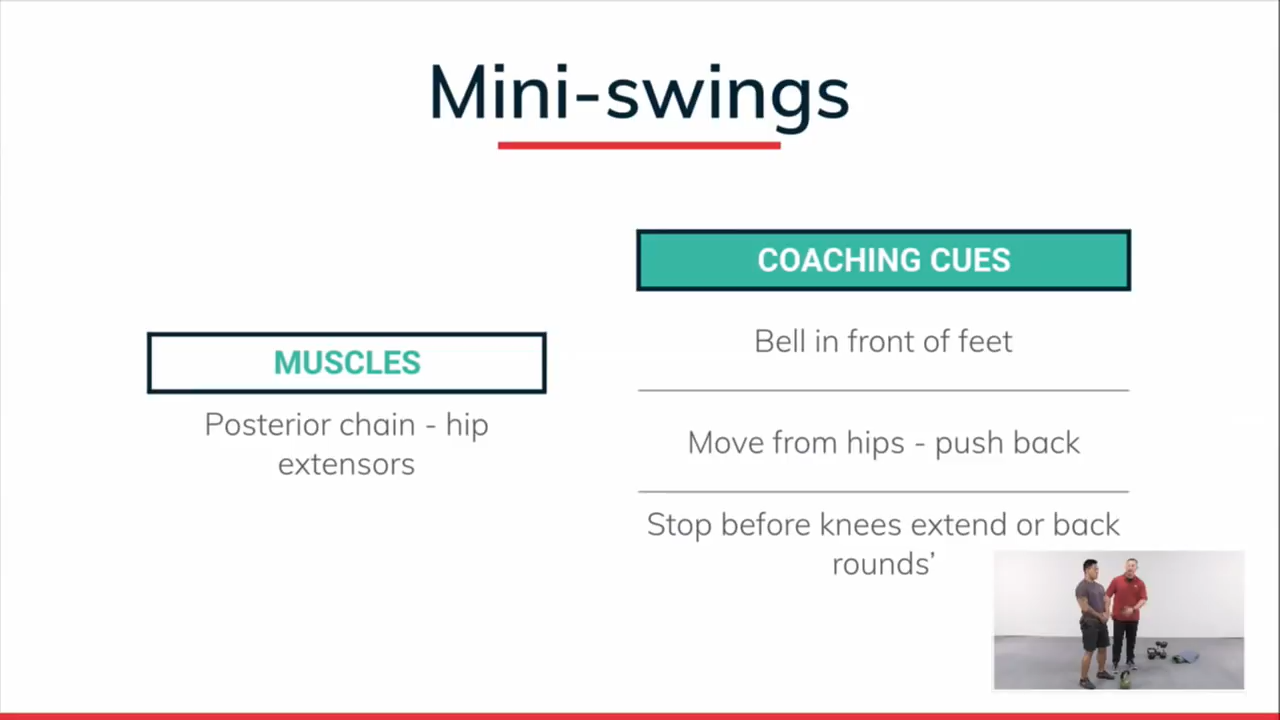 Mini-swings
MUSCLES
Posterior chain - hip
extensors
COACHING CUES
Bell in front of feet
Move from hips - push back
Stop before knees extend or back
rounds’